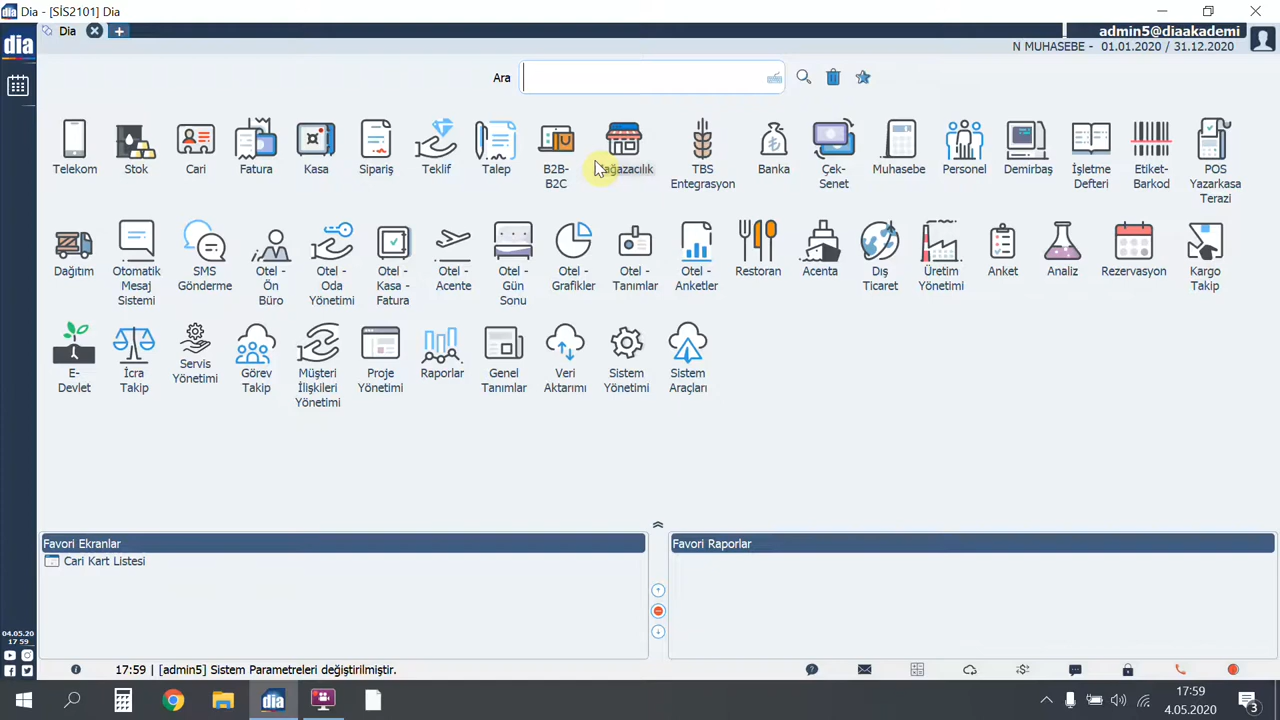 Dia - [SİS2101] Dia
Dia
admin5@diaakademi
N MUHASEBE - 01.01.2020 / 31.12.2020
dia
Ara
Telekom
Stok
Cari
Fatura
Kasa
Sipariş
Teklif
Talep
B2B-
B2C
TBS
Entegrasyon
Banka
Çek-
Senet
Muhasebe
Personel
Demirbaş
İşletme
Defteri
Etiket-
Barkod
POS
Yazarkasa
Terazi
Dağıtım
Otomatik
Mesaj
Sistemi
SMS
Gönderme
Otel -
Ön
Büro
Otel -
Oda
Yönetimi
Otel -
Kasa -
Fatura
Otel -
Acente
Otel -
Gün
Sonu
Otel -
Grafikler
Otel -
Tanımlar
Otel -
Anketler
Restoran
Acenta
Dış
Ticaret
Üretim
Yönetimi
Anket
Analiz
Rezervasyon
Kargo
Takip
E-
Devlet
İcra
Takip
Servis
Yönetimi
Görev
Takip
Müşteri
İlişkileri
Yönetimi
Proje
Yönetimi
Raporlar
Genel
Tanımlar
Veri
Aktarımı
Sistem
Yönetimi
Sistem
Araçları
Favori Ekranlar
Cari Kart Listesi
Favori Raporlar
04.05.20
17 59
17:59 | [admin5] Sistem Parametreleri değiştirilmiştir.
dia
17:59
4.05.2020
3